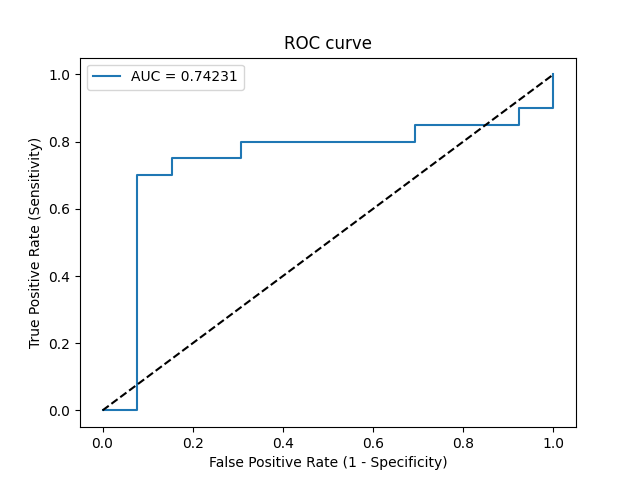 ROC curve
AUC = 0.74231
True Positive Rate (Sensitivity)
1.0
0.8
0.6
0.4
0.2
0.0
0.0 0.2 0.4 0.6 0.8 1.0
False Positive Rate (1 - Specificity)